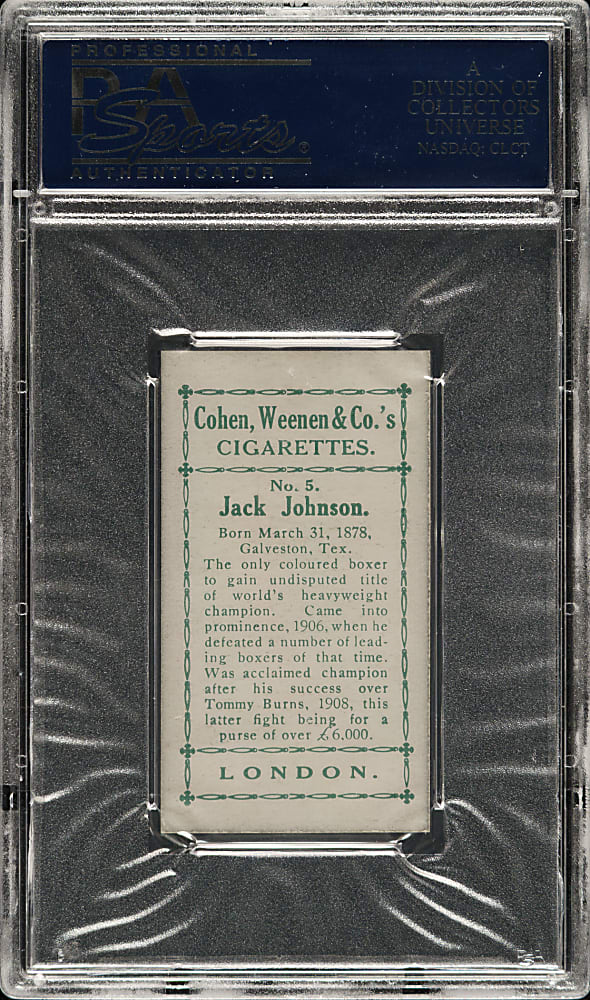 PROFESSIONAL
PSA
Sports®
AUTHENTICATOR
A
DIVISION OF
COLLECTORS
UNIVERSE
NASDAQ: CLCT
Cohen, Weenen & Co.'s
CIGARETTES.
No. 5.
Jack Johnson.
Born March 31, 1878,
Galveston, Tex.
The only coloured boxer
to gain undisputed title
of world's heavyweight
champion. Came into
prominence, 1906, when he
defeated a number of lead-
ing boxers of that time.
Was acclaimed champion
after his success over
Tommy Burns, 1908, this
latter fight being for a
purse of over £6,000.
LONDON.